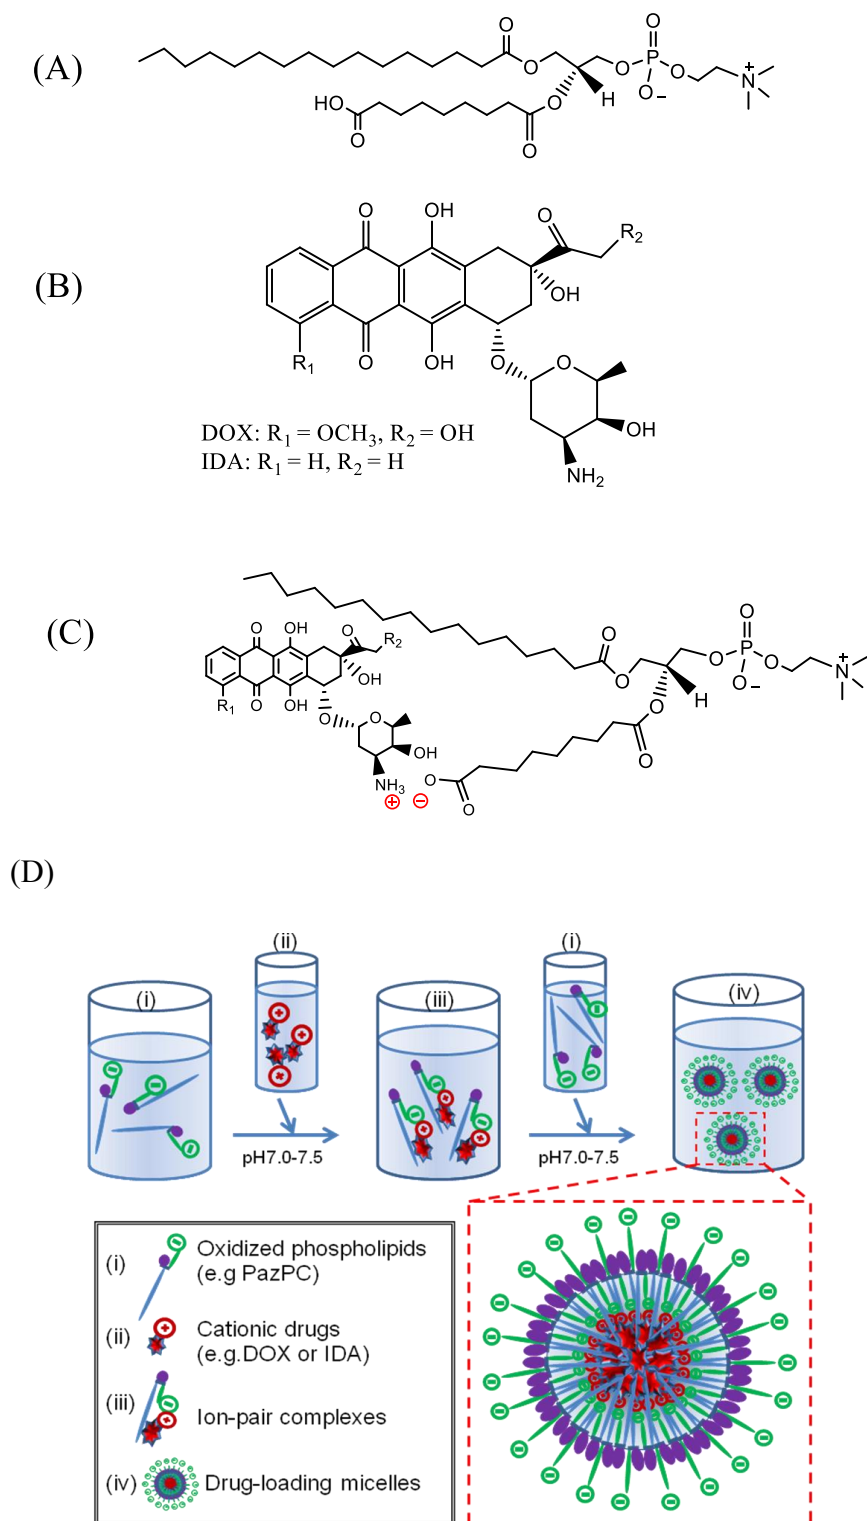 (A)
O
O
O
O
P
O
O
−
N
+
H
HO
O
O
O
(B)
O
OH
O
R2
OH
R1
O
OH
O
O
OH
NH2
DOX: R1 = OCH3, R2 = OH
IDA: R1 = H, R2 = H
(C)
O
O
O
O
P
O
O
−
N
+
H
O
O
O
OH
O
R2
OH
R1
O
OH
O
O
OH
NH3
+
−
O
O
(D)
(i)
(ii)
(iii)
(i)
(iv)
pH7.0-7.5
pH7.0-7.5
(i) Oxidized phospholipids
(e.g PazPC)
(ii) Cationic drugs
(e.g.DOX or IDA)
(iii) Ion-pair complexes
(iv) Drug-loading micelles